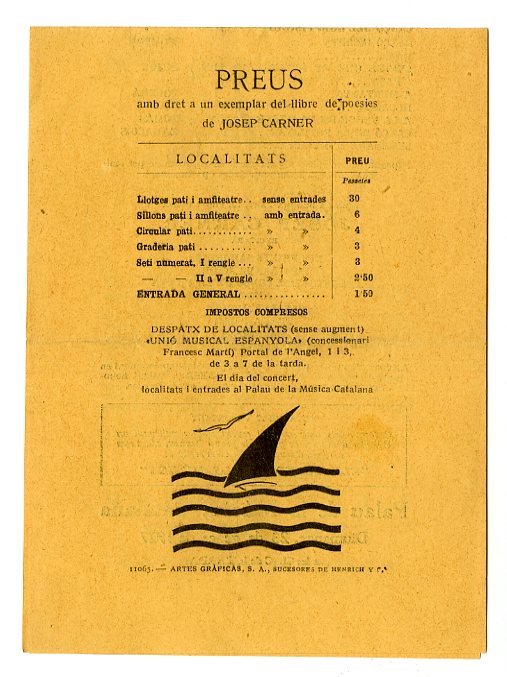 PREUS
amb dret a un exemplar del llibre de poesies
de JOSEP CARNER
LOCALITATS PREU
Pessetes
Llotges pati i amfiteatre.. sense entrades 30
Sillons pati i amfiteatre .. amb entrada. 6
Circular pati........... » » 4
Graderia pati .......... » » 3
Seti numerat, I rengle ... » » 3
— — II a V rengle » » 2'50
ENTRADA GENERAL ................ 1'50
IMPOSTOS COMPRESOS
DESPATX DE LOCALITATS (sense augment)
«UNIÓ MUSICAL ESPANYOLA» (concessionari
Francesc Martí) Portal de l'Angel, 1 i 3,
de 3 a 7 de la tarda.
El dia del concert,
localitats i entrades al Palau de la Música Catalana
11063. — ARTES GRÁFICAS, S. A., SUCESORES DE HENRICH Y C.ª